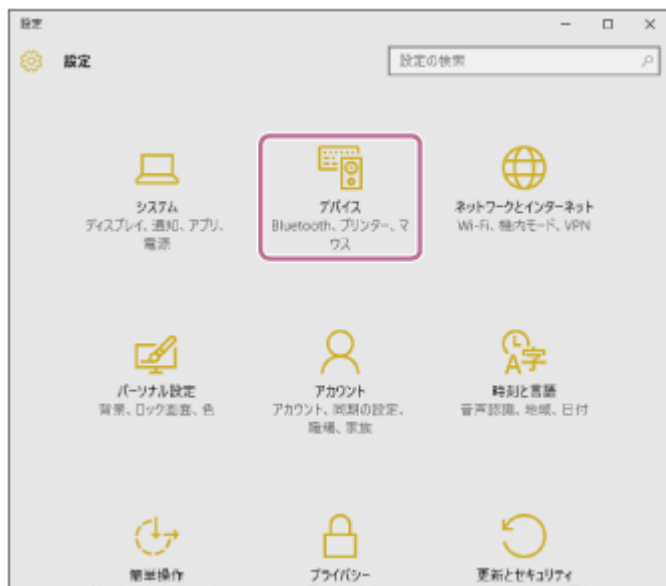 設定
設定
設定の検索
システム
ディスプレイ、通知、アプリ、
電源
デバイス
Bluetooth、プリンター、マ
ウス
ネットワークとインターネット
Wi-Fi、機内モード、VPN
パーソナル設定
背景、ロック画面、色
アカウント
アカウント、同期の設定、
職場、家族
A字
時刻と言語
音声認識、地域、日付
簡単操作
プライバシー
更新とセキュリティ